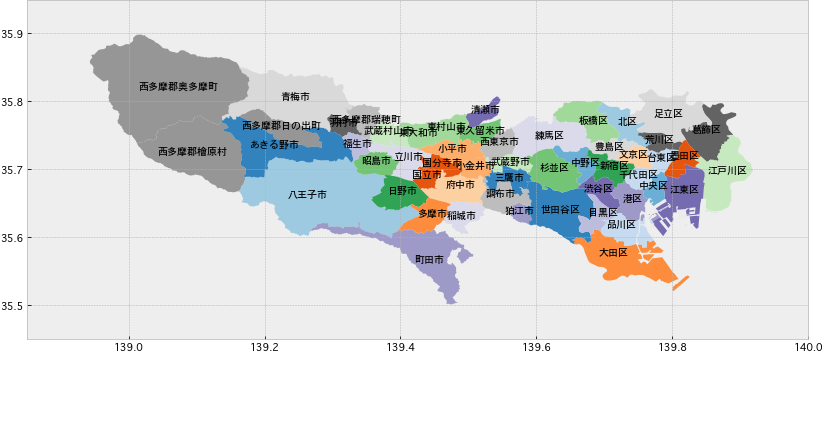 35.9
35.8
35.7
35.6
35.5
139.0
139.2
139.4
139.6
139.8
140.0
西多摩郡奥多摩町
青梅市
清瀬市
西多摩郡瑞穂町
羽村市
西多摩郡日の出町
武蔵村山市
東大和市
東村山市
東久留米市
板橋区
北区
足立区
葛飾区
西多摩郡檜原村
あきる野市
福生市
昭島市
立川市
小平市
西東京市
練馬区
豊島区
荒川区
国分寺市
小金井市
武蔵野市
杉並区
中野区
新宿区
文京区
台東区
墨田区
江戸川区
国立市
三鷹市
千代田区
八王子市
日野市
府中市
調布市
渋谷区
中央区
江東区
港区
多摩市
稲城市
狛江市
世田谷区
目黒区
品川区
町田市
大田区